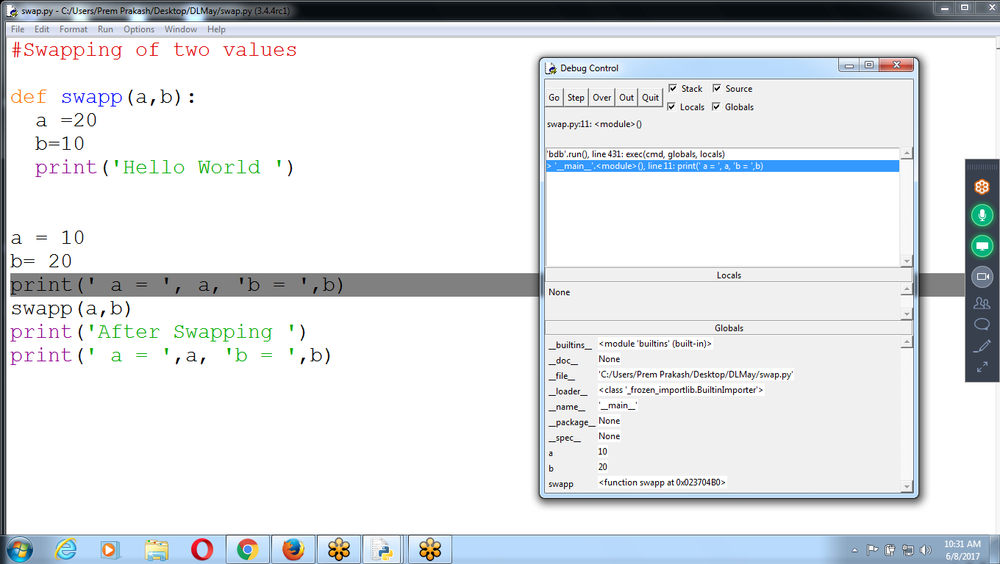 swap.py - C:/Users/Prem Prakash/Desktop/DLMay/swap.py (3.4.4rc1)
File Edit Format Run Options Window Help
#Swapping of two values
def swapp(a,b):
a =20
b=10
print('Hello World ')
a = 10
b= 20
print(' a = ', a, 'b = ',b)
swapp(a,b)
print('After Swapping ')
print(' a = ',a, 'b = ',b)
Debug Control
Go Step Over Out Quit
Stack Source
Locals Globals
swap.py:11: <module>()
'bdb'.run(), line 431: exec(cmd, globals, locals)
> '__main__'.<module>(), line 11: print(' a = ', a, 'b = ',b)
Locals
None
Globals
__builtins__ <module 'builtins' (built-in)>
__doc__ None
__file__ 'C:/Users/Prem Prakash/Desktop/DLMay/swap.py'
__loader__ <class '_frozen_importlib.BuiltinImporter'>
__name__ '__main__'
__package__ None
__spec__ None
a 10
b 20
swapp <function swapp at 0x023704B0>
10:31 AM
6/8/2017